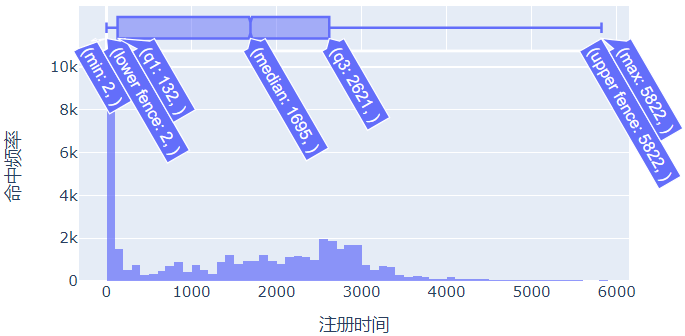 (min: 2, )
(lower fence: 2, )
(q1: 132, )
(median: 1695, )
(q3: 2621, )
(upper fence: 5822, )
(max: 5822, )
10k
8k
6k
4k
2k
0
命中频率
0 1000 2000 3000 4000 5000 6000
注册时间